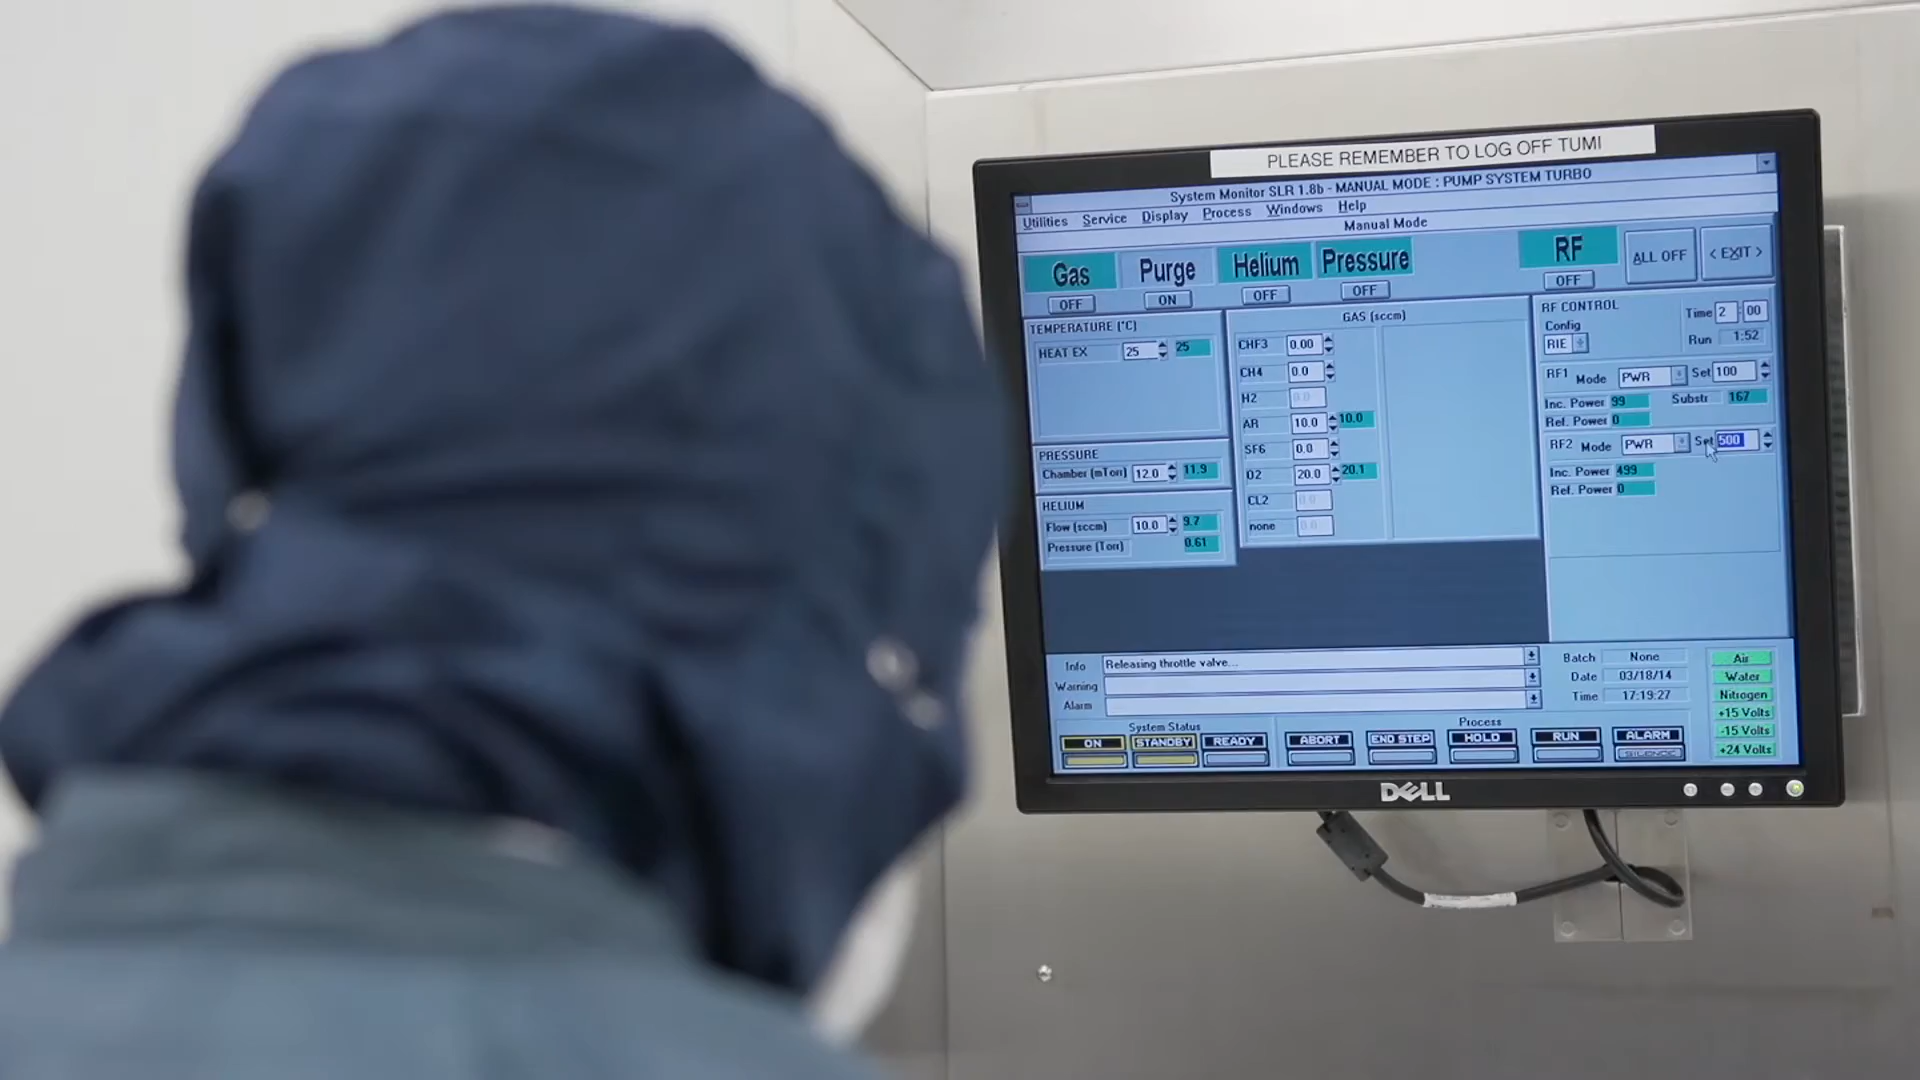 PLEASE REMEMBER TO LOG OFF TUMI
System Monitor SLR 1.8b - MANUAL MODE : PUMP SYSTEM TURBO
Utilities Service Display Process Windows Help
Manual Mode
Gas Purge Helium Pressure RF ALL OFF < EXIT >
OFF ON OFF OFF OFF
TEMPERATURE (°C)
HEAT EX 25 25
PRESSURE
Chamber (mTorr) 12.0 11.9
HELIUM
Flow (sccm) 10.0 9.7
Pressure (Torr) 0.61
GAS (sccm)
CHF3 0.00
CH4 0.0
H2 0.0
AR 10.0 10.0
SF6 0.0
O2 20.0 20.1
CL2 0.0
none 0.0
RF CONTROL
Config
RIE
Time 2 : 00
Run 1:52
RF1 Mode PWR Set 100
Inc. Power 99 Substr 167
Ref. Power 0
RF2 Mode PWR Set 500
Inc. Power 499
Ref. Power 0
Info Releasing throttle valve...
Warning
Alarm
Batch None
Date 03/18/14
Time 17:19:27
Air
Water
Nitrogen
+15 Volts
-15 Volts
+24 Volts
System Status
ON STANDBY READY
Process
ABORT END STEP HOLD RUN ALARM
SILENCE
DELL